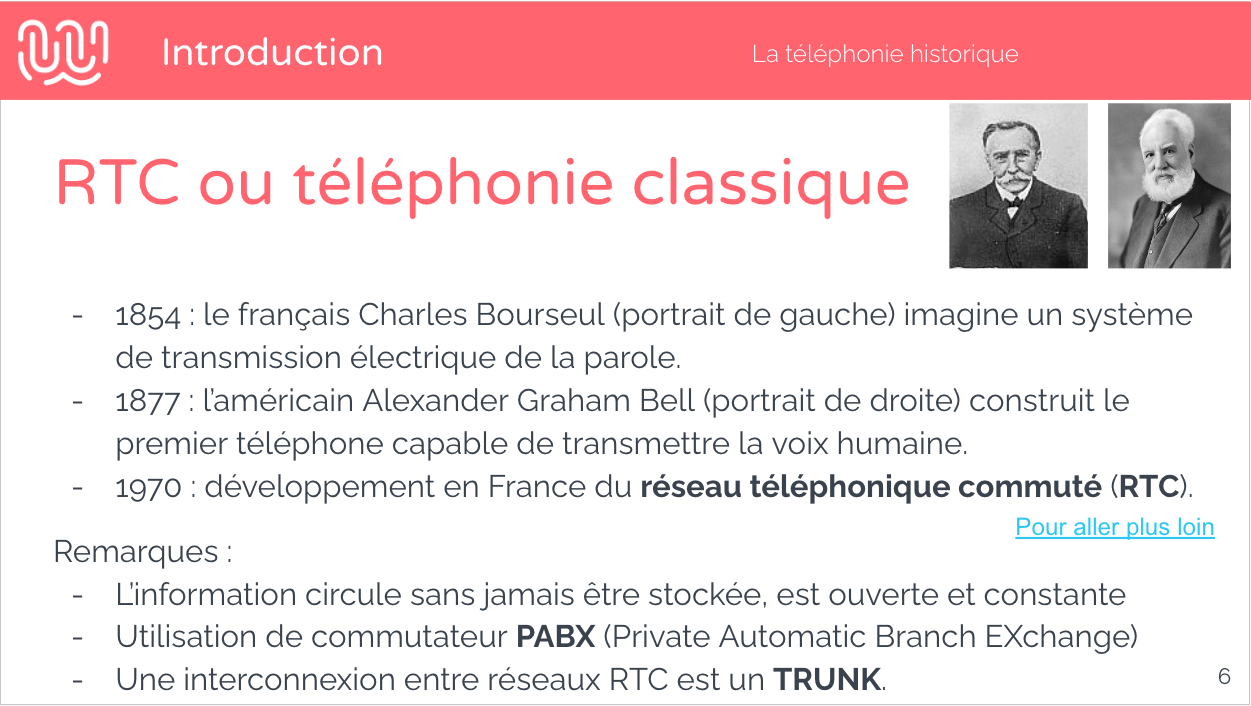 Introduction
La téléphonie historique
RTC ou téléphonie classique
- 1854 : le français Charles Bourseul (portrait de gauche) imagine un système
de transmission électrique de la parole.
- 1877 : l'américain Alexander Graham Bell (portrait de droite) construit le
premier téléphone capable de transmettre la voix humaine.
- 1970 : développement en France du réseau téléphonique commuté (RTC).
Pour aller plus loin
Remarques :
- L'information circule sans jamais être stockée, est ouverte et constante
- Utilisation de commutateur PABX (Private Automatic Branch EXchange)
- Une interconnexion entre réseaux RTC est un TRUNK.
6